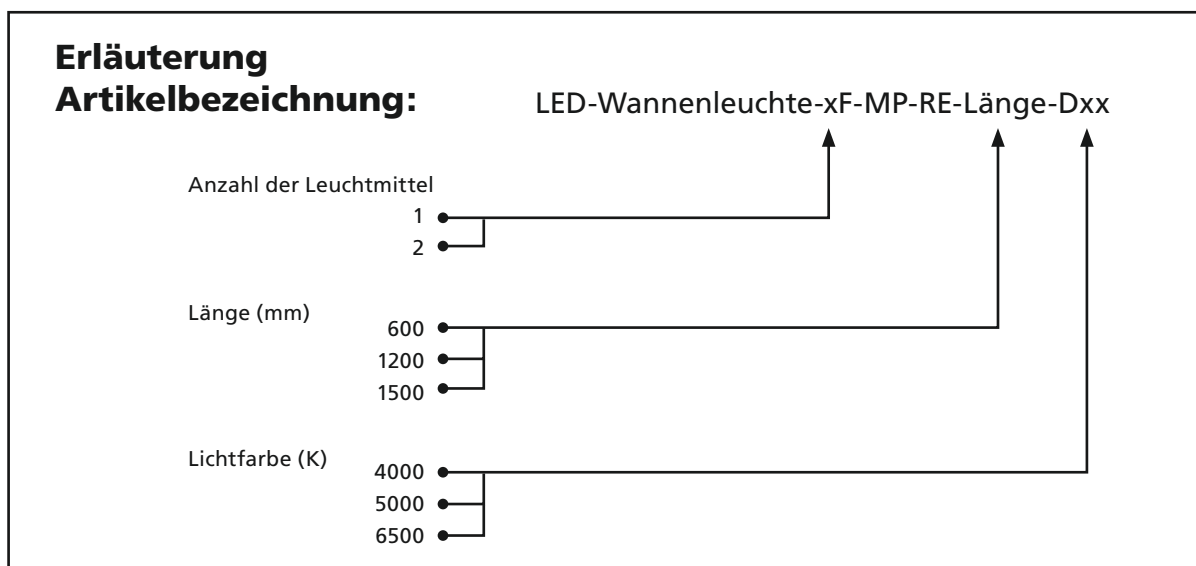 Erläuterung
Artikelbezeichnung:
LED-Wannenleuchte-xF-MP-RE-Länge-Dxx
Anzahl der Leuchtmittel
1
2
Länge (mm)
600
1200
1500
Lichtfarbe (K)
4000
5000
6500